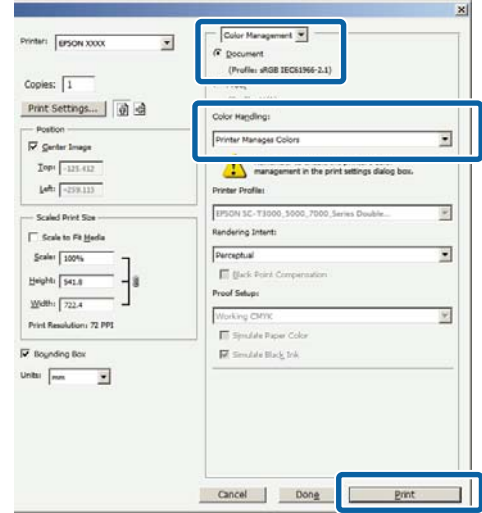 Printer: EPSON XXXX
Copies: 1
Print Settings...
Position
Center Image
Top: -125.412
Left: -259.113
Scaled Print Size
Scale to Fit Media
Scale: 100%
Height: 541.8
Width: 722.4
Print Resolution: 72 PPI
Bounding Box
Units: mm
Color Management
Document
(Profile: sRGB IEC61966-2.1)
Color Handling:
Printer Manages Colors
management in the print settings dialog box.
Printer Profile:
EPSON SC-T3000_5000_7000_Series Double...
Rendering Intent:
Perceptual
Black Point Compensation
Proof Setup:
Working CMYK
Simulate Paper Color
Simulate Black Ink
Cancel
Done
Print